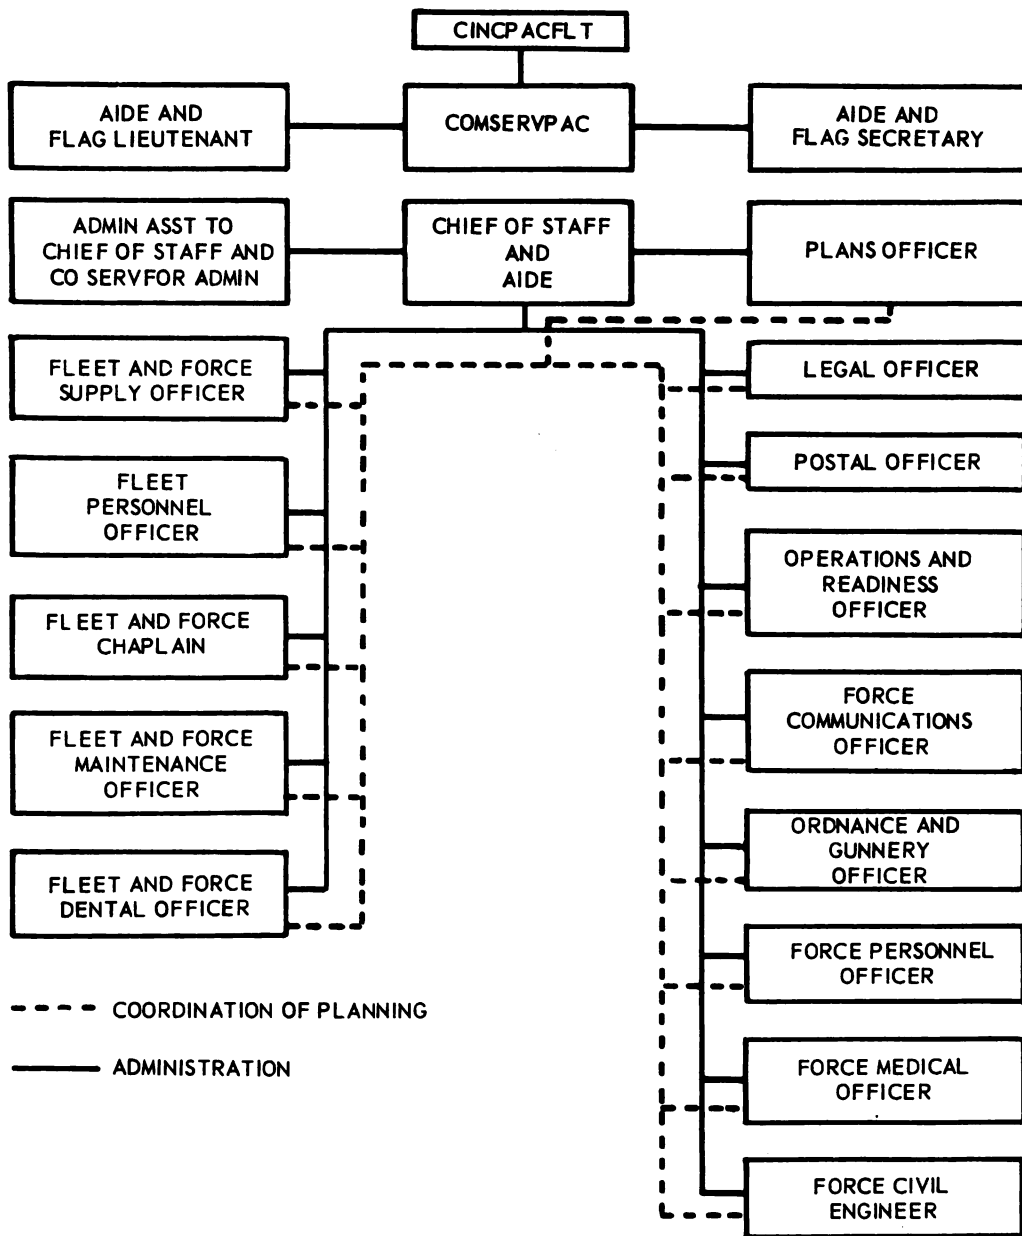 CINCPACFLT
AIDE AND
FLAG LIEUTENANT
COMSERVPAC
AIDE AND
FLAG SECRETARY
ADMIN ASST TO
CHIEF OF STAFF AND
CO SERVFOR ADMIN
CHIEF OF STAFF
AND
AIDE
PLANS OFFICER
FLEET AND FORCE
SUPPLY OFFICER
FLEET
PERSONNEL
OFFICER
FLEET AND FORCE
CHAPLAIN
FLEET AND FORCE
MAINTENANCE
OFFICER
FLEET AND FORCE
DENTAL OFFICER
LEGAL OFFICER
POSTAL OFFICER
OPERATIONS AND
READINESS
OFFICER
FORCE
COMMUNICATIONS
OFFICER
ORDNANCE AND
GUNNERY
OFFICER
FORCE PERSONNEL
OFFICER
FORCE MEDICAL
OFFICER
FORCE CIVIL
ENGINEER
COORDINATION OF PLANNING
ADMINISTRATION